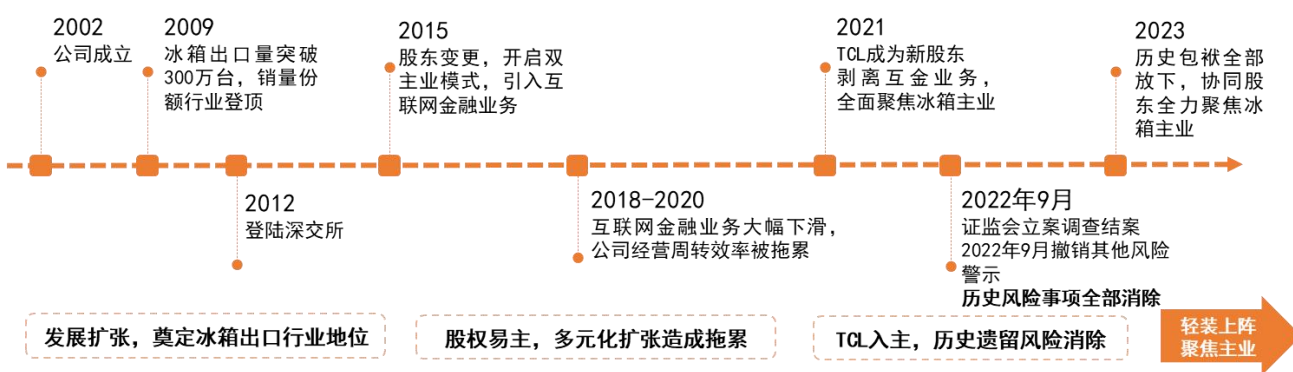 2002
公司成立
2009
冰箱出口量突破
300万台，销量份
额行业登顶
2015
股东变更，开启双
主业模式，引入互
联网金融业务
2021
TCL成为新股东
剥离互金业务，
全面聚焦冰箱主业
2023
历史包袱全部
放下，协同股
东全力聚焦冰
箱主业
2012
登陆深交所
2018-2020
互联网金融业务大幅下滑，
公司经营周转效率被拖累
2022年9月
证监会立案调查结案
2022年9月撤销其他风险
警示
历史风险事项全部消除
发展扩张，奠定冰箱出口行业地位
股权易主，多元化扩张造成拖累
TCL入主，历史遗留风险消除
轻装上阵
聚焦主业